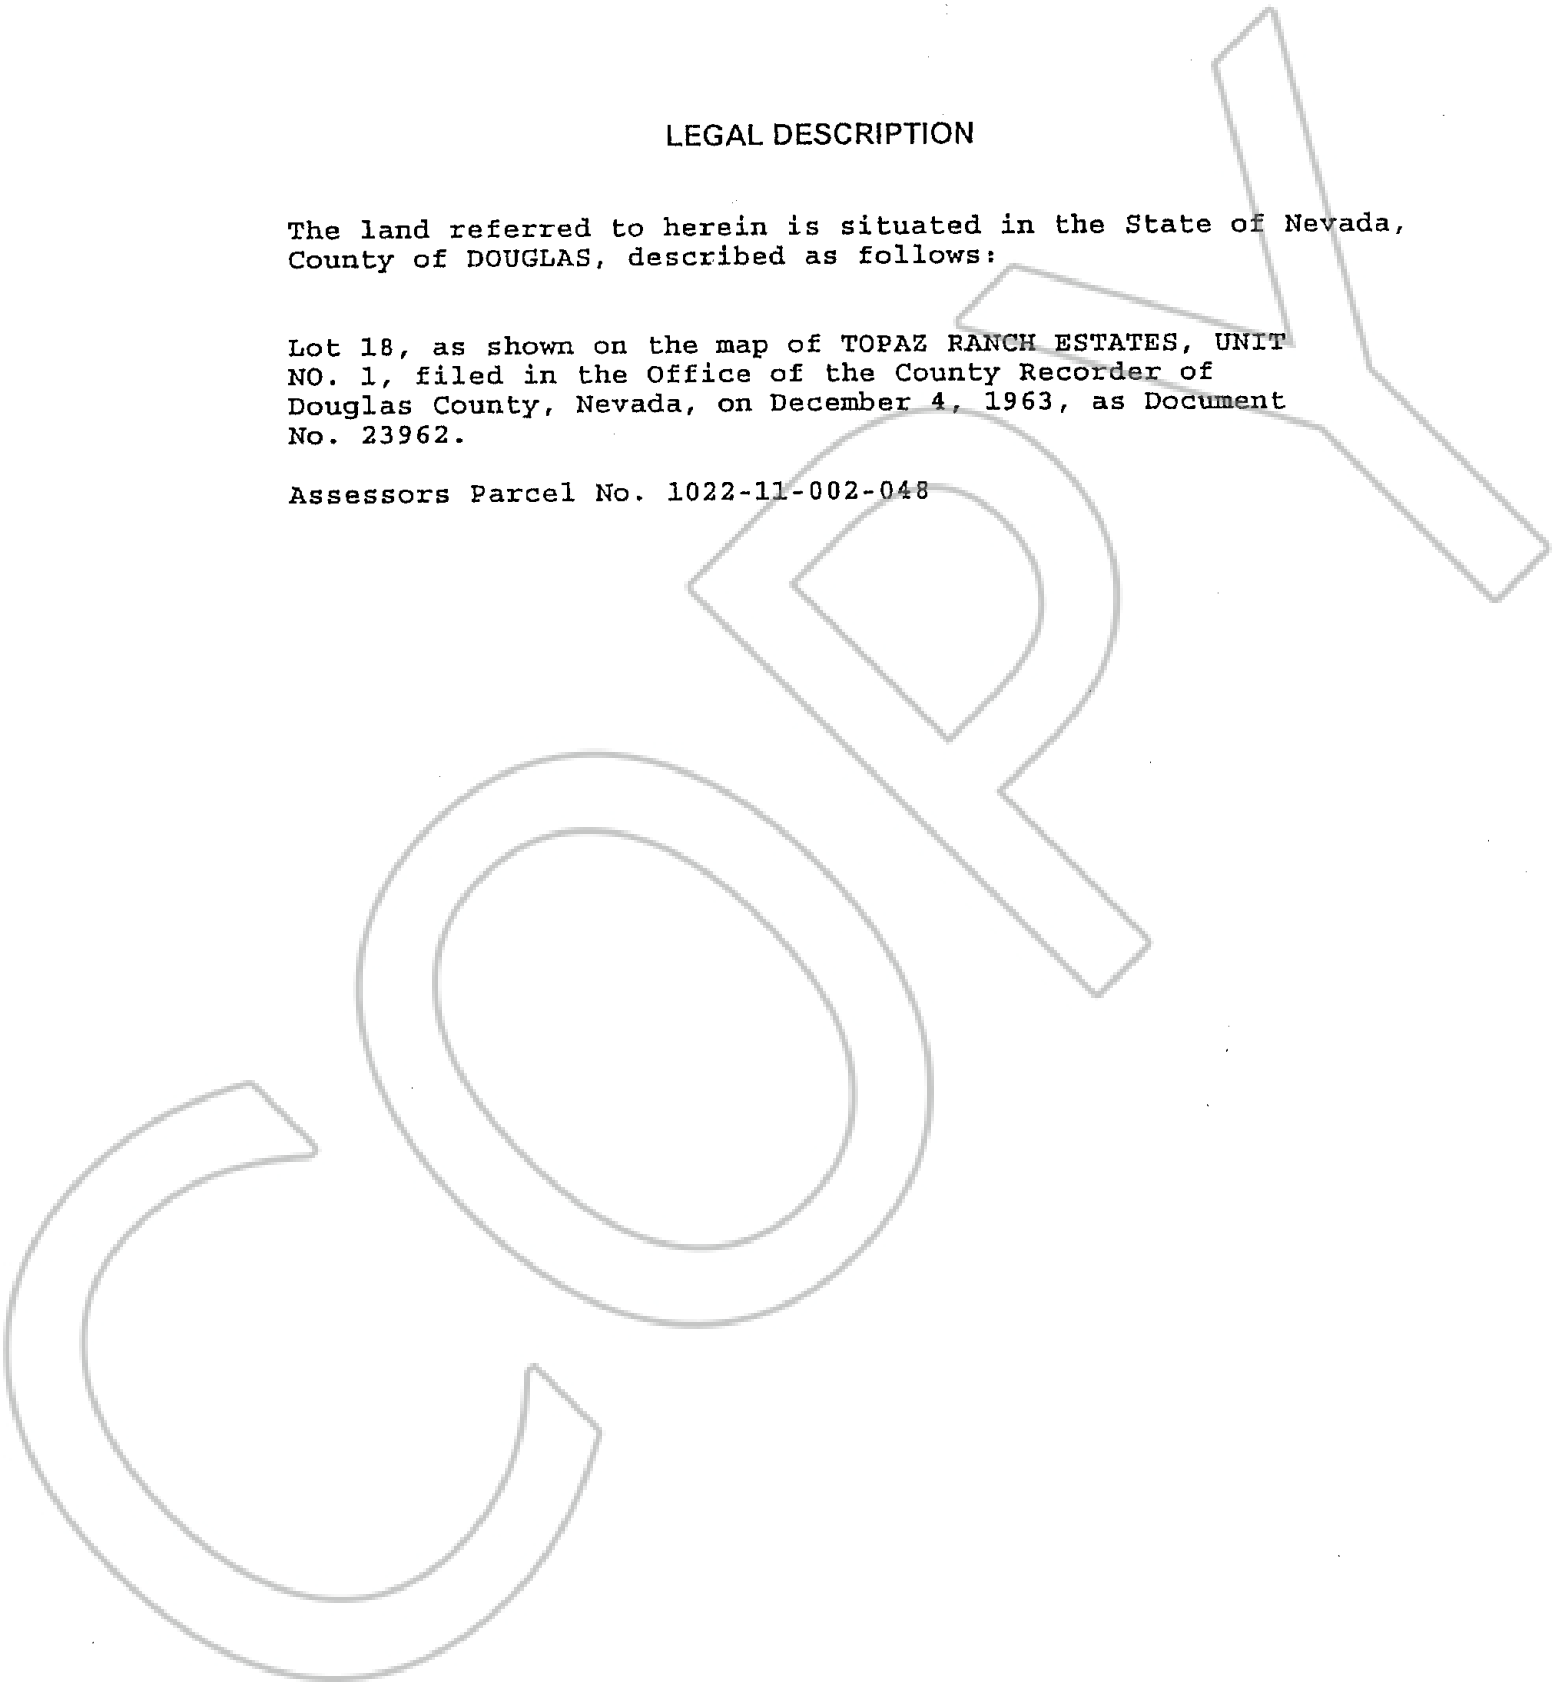 LEGAL DESCRIPTION
The land referred to herein is situated in the State of Nevada,
County of DOUGLAS, described as follows:
Lot 18, as shown on the map of TOPAZ RANCH ESTATES, UNIT
NO. 1, filed in the Office of the County Recorder of
Douglas County, Nevada, on December 4, 1963, as Document
No. 23962.
Assessors Parcel No. 1022-11-002-048
COPY